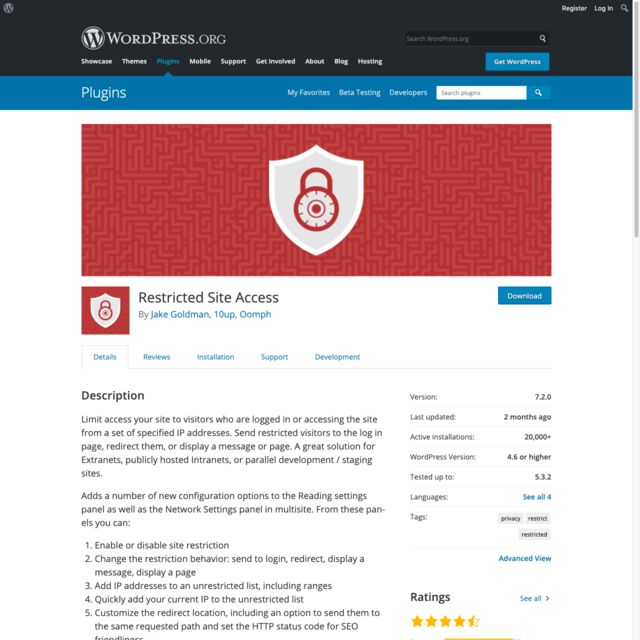 Register Log In
WORDPRESS.ORG
Search WordPress.org
Showcase Themes Plugins Mobile Support Get Involved About Blog Hosting
Get WordPress
Plugins
My Favorites Beta Testing Developers
Search plugins
Restricted Site Access
By Jake Goldman, 10up, Oomph
Download
Details Reviews Installation Support Development
Description
Limit access your site to visitors who are logged in or accessing the site
from a set of specified IP addresses. Send restricted visitors to the log in
page, redirect them, or display a message or page. A great solution for
Extranets, publicly hosted Intranets, or parallel development / staging
sites.
Adds a number of new configuration options to the Reading settings
panel as well as the Network Settings panel in multisite. From these pan-
els you can:
1. Enable or disable site restriction
2. Change the restriction behavior: send to login, redirect, display a
message, display a page
3. Add IP addresses to an unrestricted list, including ranges
4. Quickly add your current IP to the unrestricted list
5. Customize the redirect location, including an option to send them to
the same requested path and set the HTTP status code for SEO
friendliness
Version: 7.2.0
Last updated: 2 months ago
Active installations: 20,000+
WordPress Version: 4.6 or higher
Tested up to: 5.3.2
Languages: See all 4
Tags: privacy restrict
restricted
Advanced View
Ratings
See all